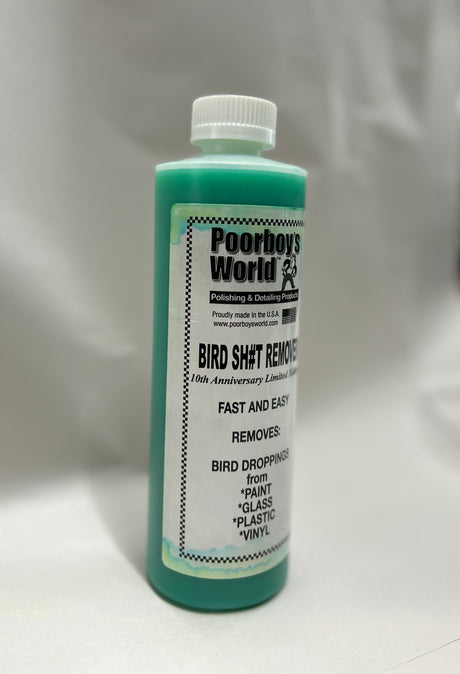 Poorboy's
World™
Polishing & Detailing Products
Proudly made in the U.S.A.
www.poorboysworld.com
BIRD SH#T REMOVER
10th Anniversary Limited
FAST AND EASY
REMOVES:
BIRD DROPPINGS
from
*PAINT
*GLASS
*PLASTIC
*VINYL